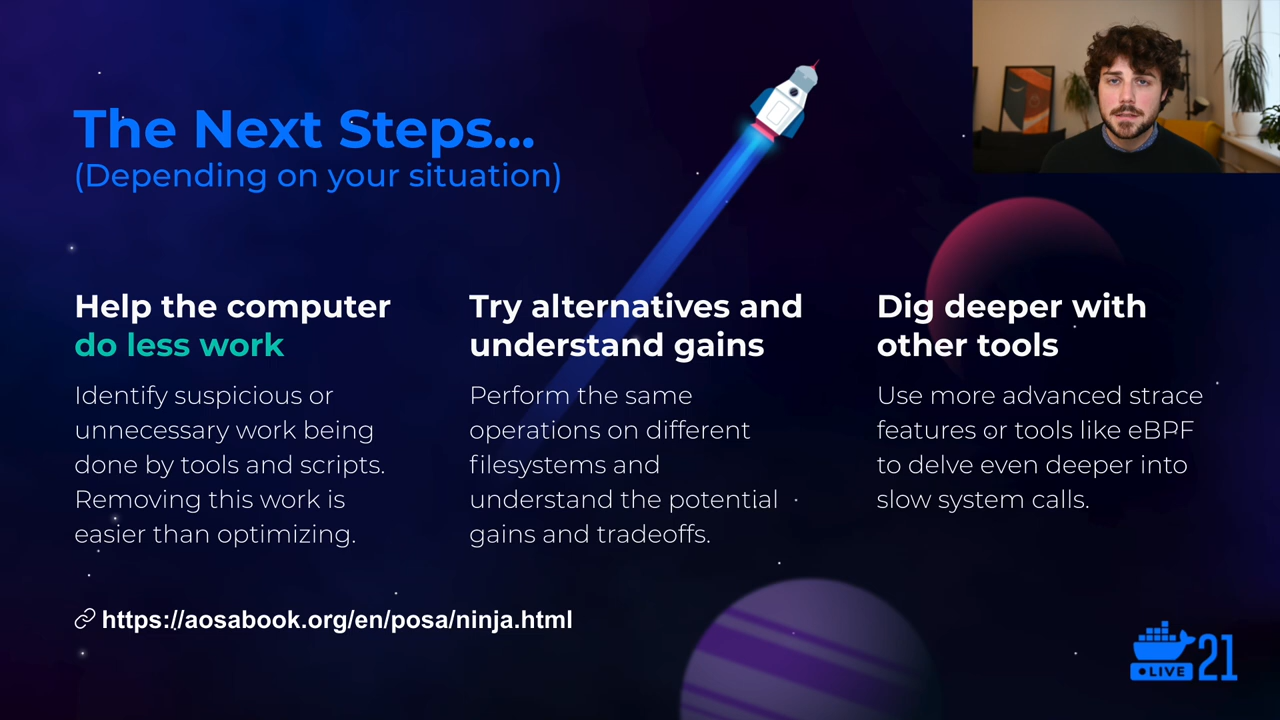 The Next Steps...
(Depending on your situation)
Help the computer
do less work
Identify suspicious or
unnecessary work being
done by tools and scripts.
Removing this work is
easier than optimizing.
Try alternatives and
understand gains
Perform the same
operations on different
filesystems and
understand the potential
gains and tradeoffs.
Dig deeper with
other tools
Use more advanced strace
features or tools like eBPF
to delve even deeper into
slow system calls.
https://aosabook.org/en/posa/ninja.html
LIVE 21